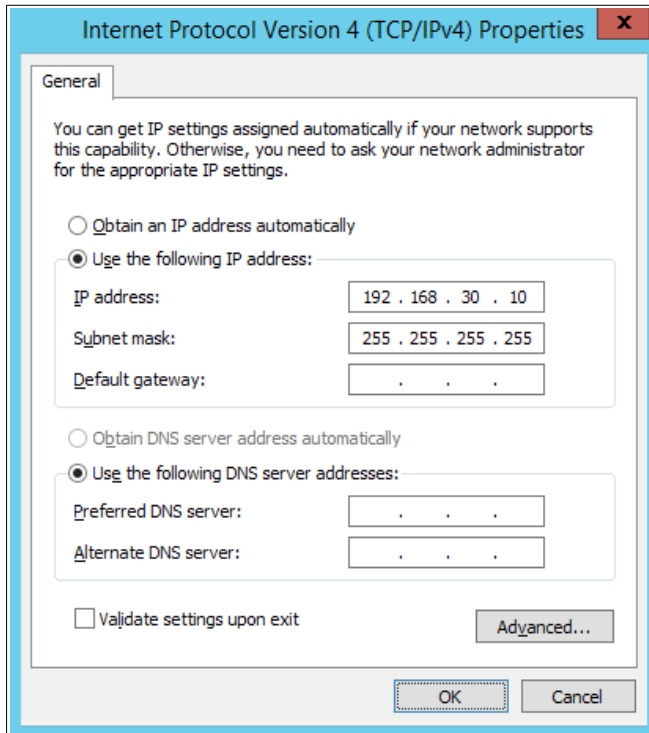 Internet Protocol Version 4 (TCP/IPv4) Properties
x
General
You can get IP settings assigned automatically if your network supports
this capability. Otherwise, you need to ask your network administrator
for the appropriate IP settings.
Obtain an IP address automatically
Use the following IP address:
IP address: 192 . 168 . 30 . 10
Subnet mask: 255 . 255 . 255 . 255
Default gateway: . . .
Obtain DNS server address automatically
Use the following DNS server addresses:
Preferred DNS server: . . .
Alternate DNS server: . . .
Validate settings upon exit
Advanced...
OK Cancel